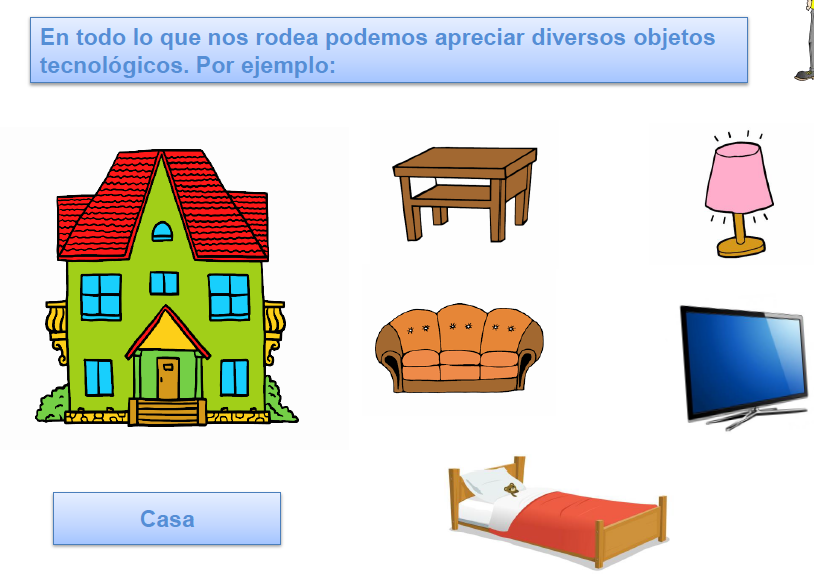 En todo lo que nos rodea podemos apreciar diversos objetos
tecnológicos. Por ejemplo:
Casa